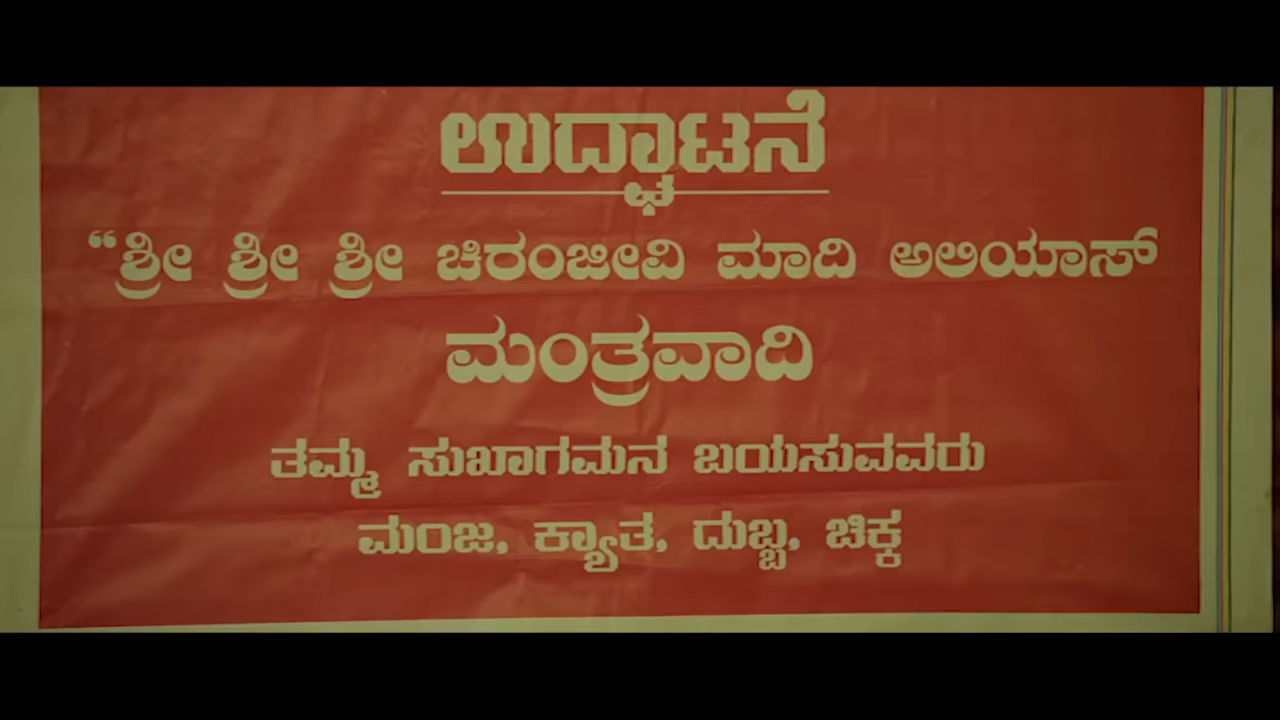 ಉದ್ಘಾಟನೆ
“ಶ್ರೀ ಶ್ರೀ ಶ್ರೀ ಚಿರಂಜೀವಿ ಮಾದಿ ಅಲಿಯಾಸ್
ಮಂತ್ರವಾದಿ
ತಮ್ಮ ಸುಖಾಗಮನ ಬಯಸುವವರು
ಮಂಜ, ಕ್ಯಾತ, ದುಬ್ಬ, ಚಿಕ್ಕ